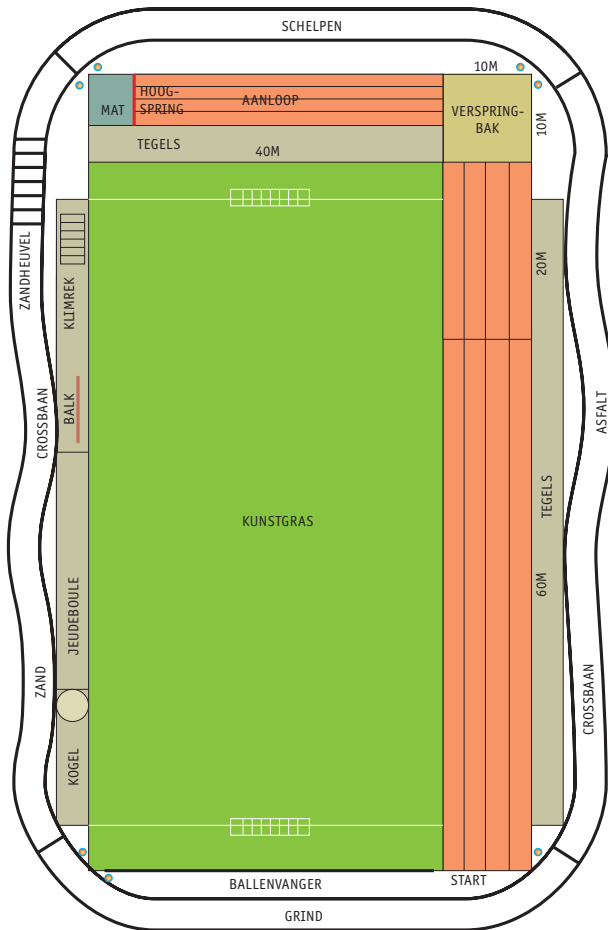 SCHELPEN
10M
HOOG-
SPRING
AANLOOP
MAT
VERSPRING-
BAK
10M
TEGELS
40M
ZANDHEUVEL
KLIMREK
20M
CROSSBAAN
BALK
ASFALT
TEGELS
KUNSTGRAS
60M
JEUDEBOULE
ZAND
CROSSBAAN
KOGEL
BALLENVANGER
START
GRIND